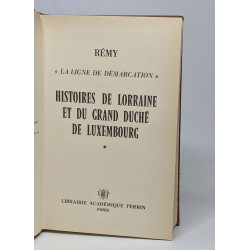 RÉMY
« LA LIGNE DE DÉMARCATION »
HISTOIRES DE LORRAINE
ET DU GRAND DUCHÉ
DE LUXEMBOURG
*
LIBRAIRIE ACADÉMIQUE PERRIN
PARIS